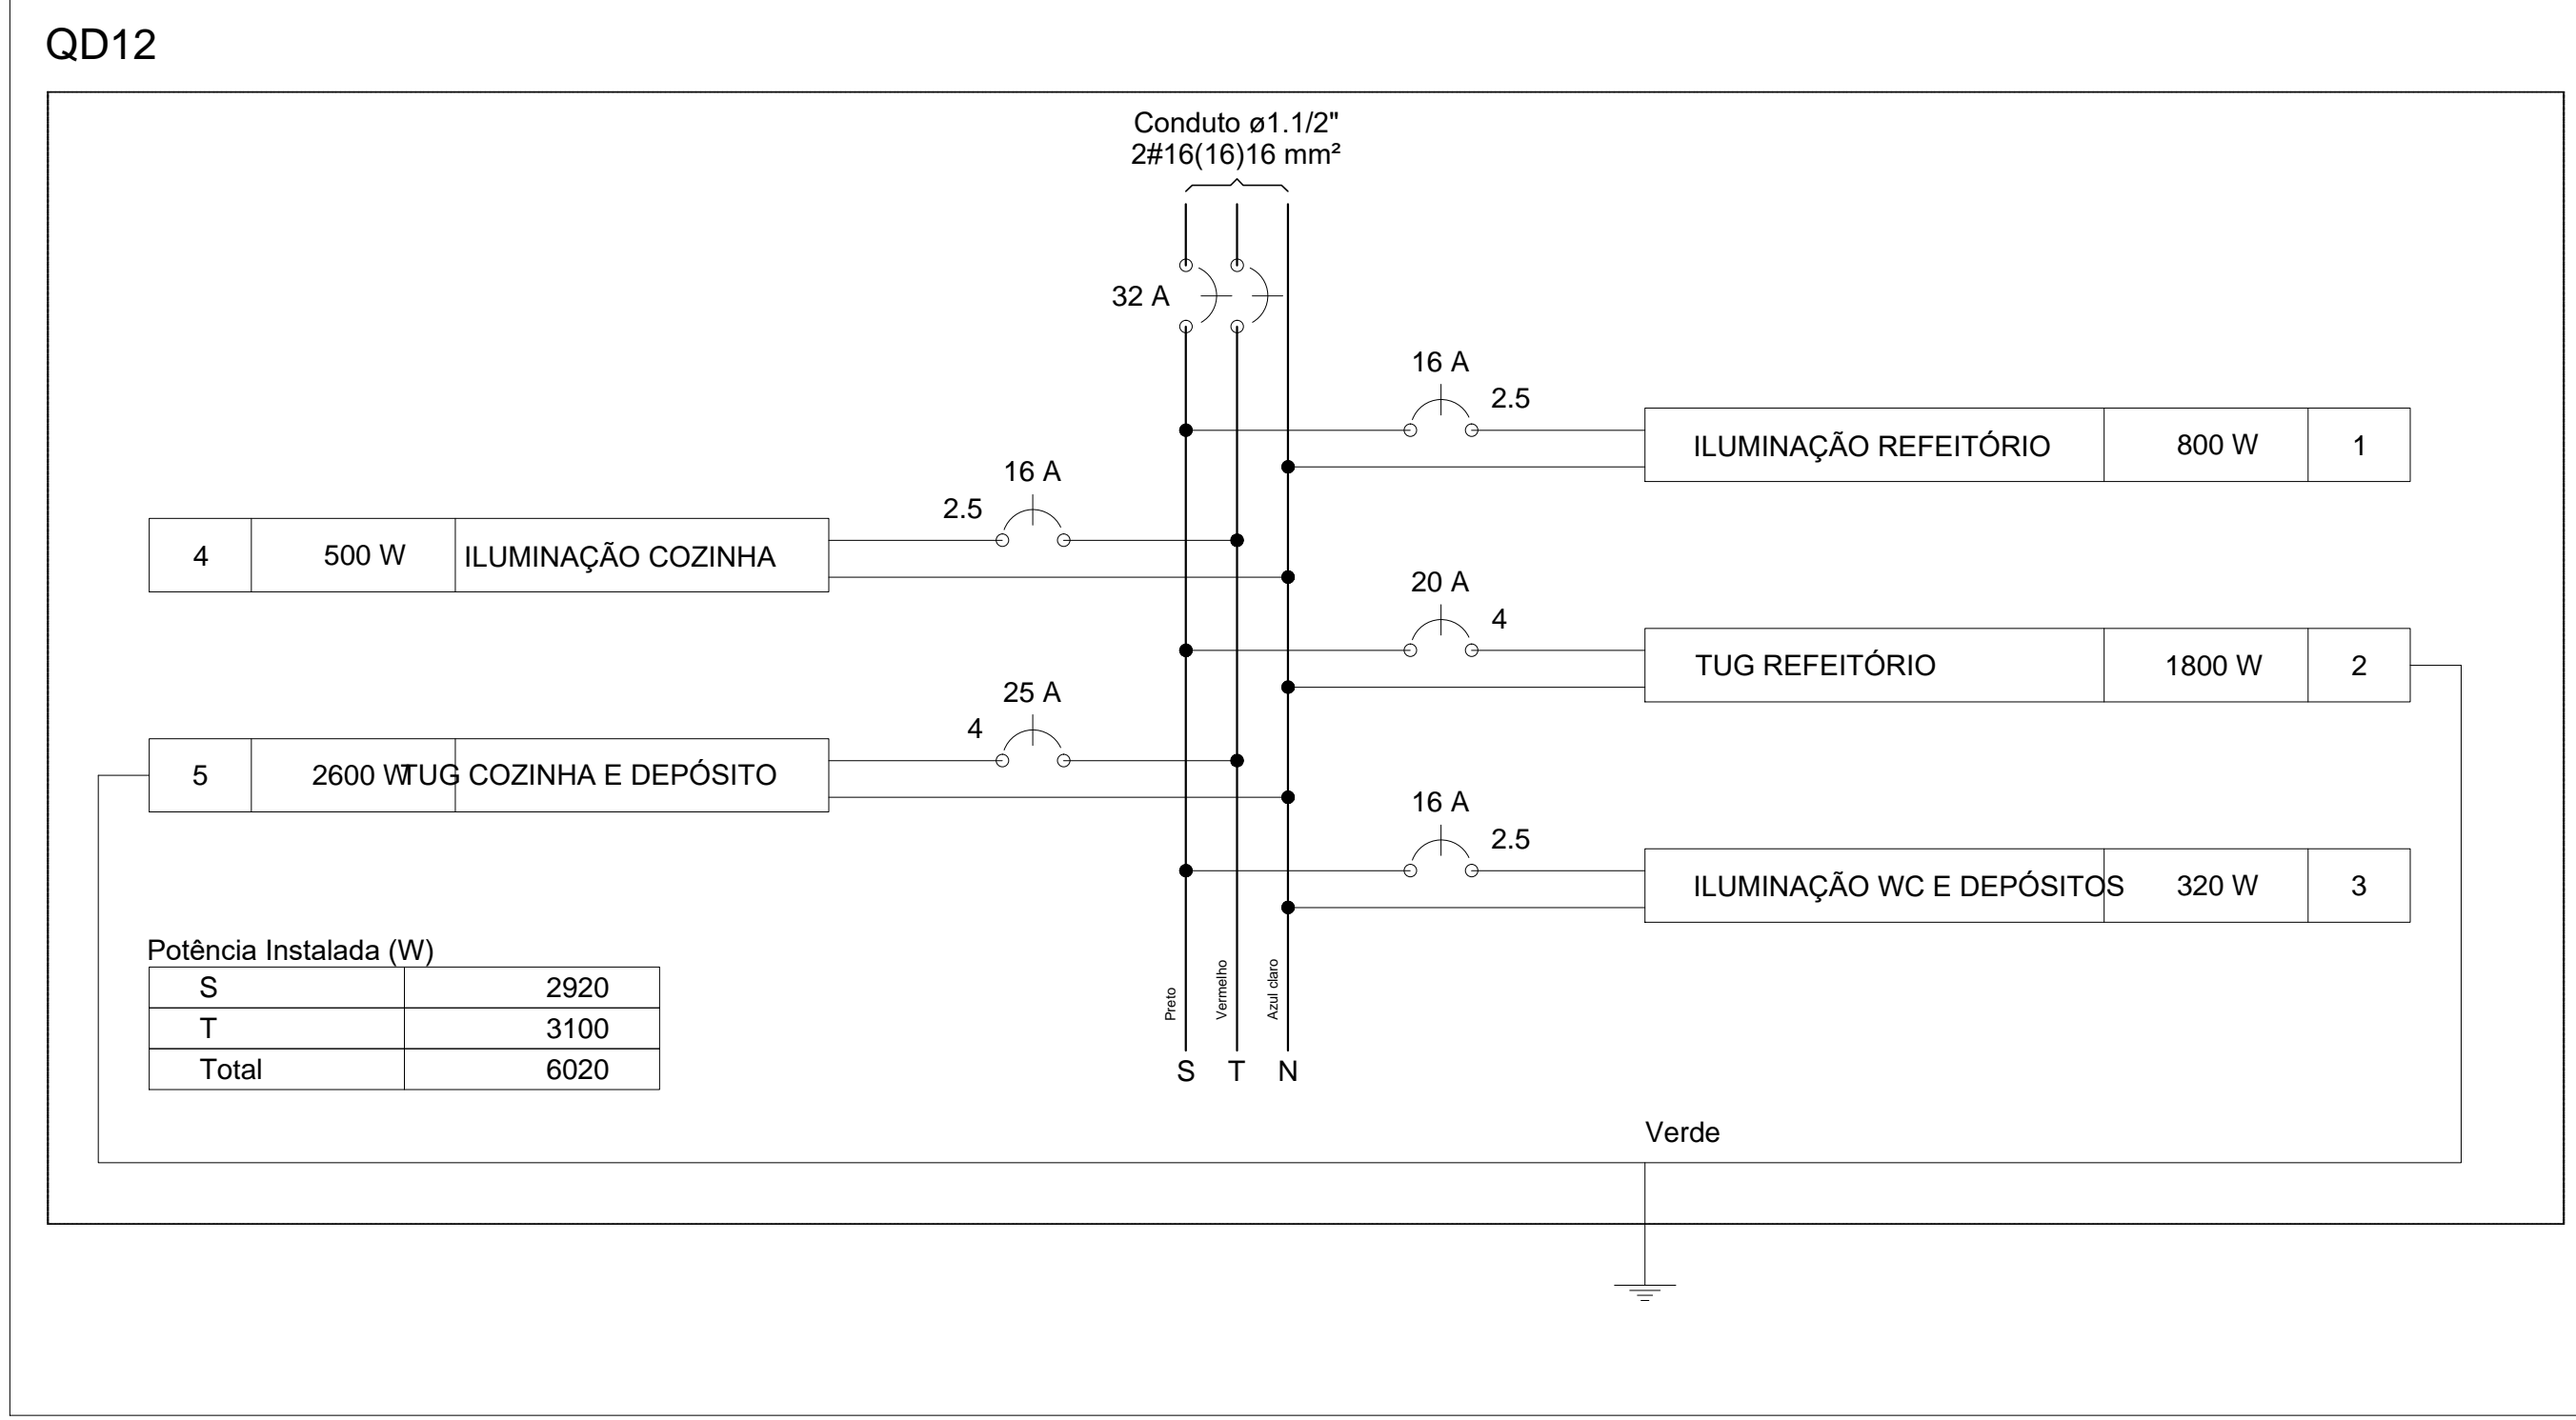 QD12
Conduto ø1.1/2"
2#16(16)16 mm²
32 A
16 A
2.5
ILUMINAÇÃO REFEITÓRIO 800 W 1
16 A
2.5
4 500 W ILUMINAÇÃO COZINHA
20 A
4
TUG REFEITÓRIO 1800 W 2
25 A
4
5 2600 W TUG COZINHA E DEPÓSITO
16 A
2.5
ILUMINAÇÃO WC E DEPÓSITOS 320 W 3
Potência Instalada (W)
S 2920
T 3100
Total 6020
Preto
Vermelho
Azul claro
S T N
Verde